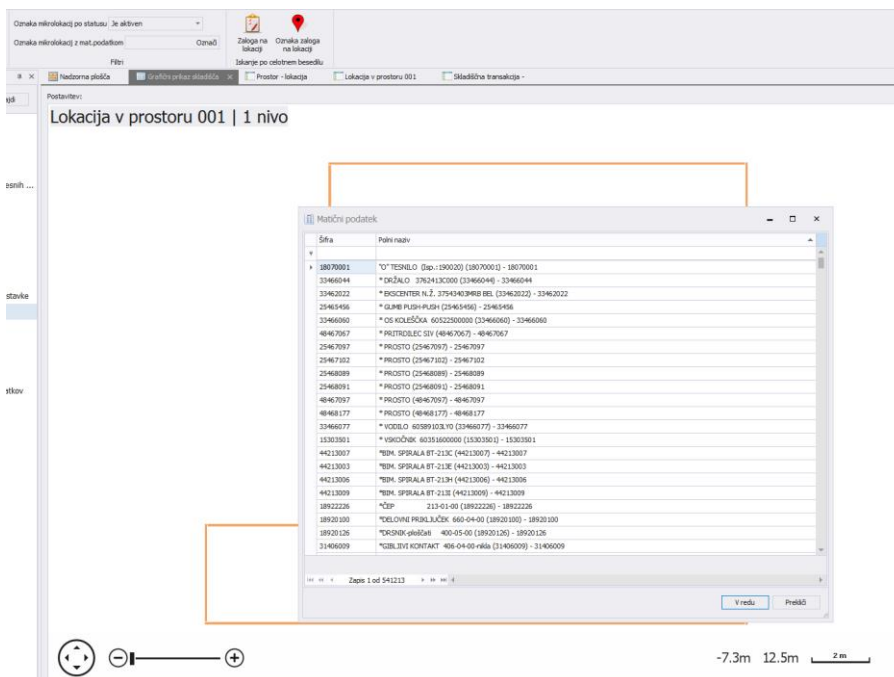 Oznaka mikrolokacij po statusu Je aktiven
Oznaka mikrolokacij z mat.podatkom Označi
Filtri
Zaloga na lokaciji
Oznaka zaloga na lokaciji
Iskanje po celotnem besedilu
Nadzorna plošča
Grafični prikaz skladišča
Prostor - lokacija
Lokacija v prostoru 001
Skladiščna transakcija -
ajdi
Postavitev:
Lokacija v prostoru 001 | 1 nivo
esnih ...
stavke
atkov
Matični podatek
Šifra Polni naziv
18070001 "O" TESNILO (Isp.:190020) (18070001) - 18070001
33466044 * DRŽALO 3762413C000 (33466044) - 33466044
33462022 * EKSCENTER N.Ž. 37543403MRB BEL (33462022) - 33462022
25465456 * GUMB PUSH-PUSH (25465456) - 25465456
33466060 * OS KOLEŠČKA 60522500000 (33466060) - 33466060
48467067 * PRITRDILEC SIV (48467067) - 48467067
25467097 * PROSTO (25467097) - 25467097
25467102 * PROSTO (25467102) - 25467102
25468089 * PROSTO (25468089) - 25468089
25468091 * PROSTO (25468091) - 25468091
48467097 * PROSTO (48467097) - 48467097
48468177 * PROSTO (48468177) - 48468177
33466077 * VODILO 60589103LY0 (33466077) - 33466077
15303501 * VSKOČNIK 60351600000 (15303501) - 15303501
44213007 *BIM. SPIRALA BT-213C (44213007) - 44213007
44213003 *BIM. SPIRALA BT-213E (44213003) - 44213003
44213006 *BIM. SPIRALA BT-213H (44213006) - 44213006
44213009 *BIM. SPIRALA BT-213I (44213009) - 44213009
18922226 *ČEP 213-01-00 (18922226) - 18922226
18920100 *DELOVNI PRIKLJUČEK 660-04-00 (18920100) - 18920100
18920126 *DRSNIK-ploščati 400-05-00 (18920126) - 18920126
31406009 *GIBLJIVI KONTAKT 406-04-00-nikla (31406009) - 31406009
Zapis 1 od 541213
V redu Prekliči
-7.3m 12.5m 2 m